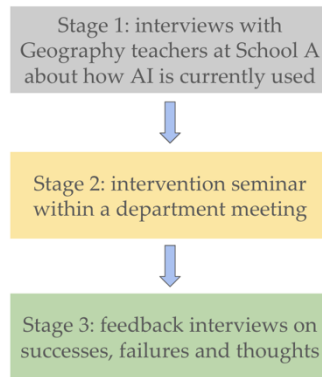 Stage 1: interviews with
Geography teachers at School A
about how AI is currently used
Stage 2: intervention seminar
within a department meeting
Stage 3: feedback interviews on
successes, failures and thoughts